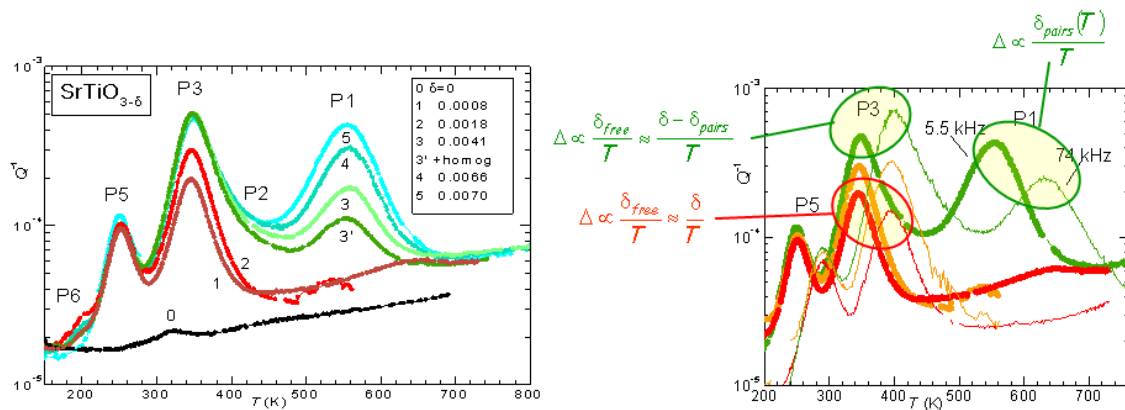 SrTiO3-δ
P6
P5
P3
P2
P1
0 δ=0
1 0.0008
2 0.0018
3 0.0041
3' +homog
4 0.0066
5 0.0070
5
4
3
3'
2
1
0
Q-1
10-3
10-4
10-5
200 300 400 500 600 700 800
T (K)
Δ ∝ δpairs(T) / T
Δ ∝ δfree / T ≈ δ − δpairs / T
Δ ∝ δfree / T ≈ δ / T
P3
5.5 kHz
P1
74 kHz
P5
Q-1
10-3
10-4
10-5
200 300 400 500 600 700
T (K)